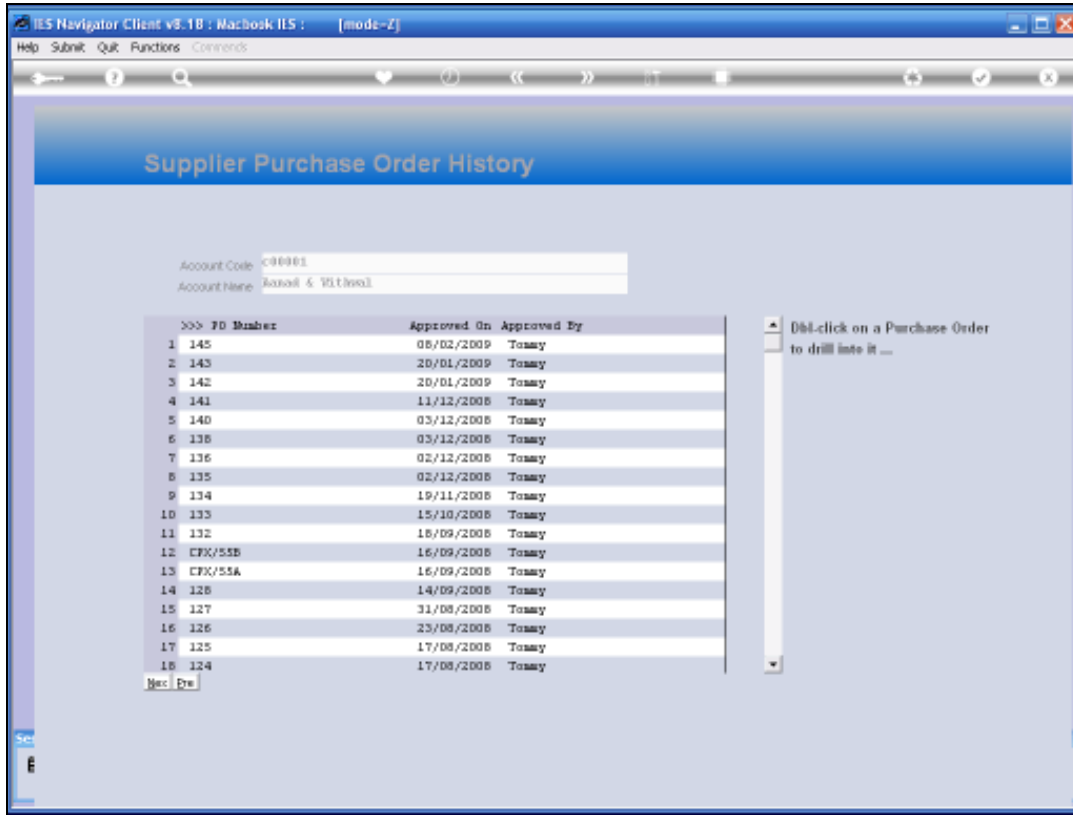 IES Navigator Client v8.18 : Macbook IES : [mode=Z]
Help Submit Quit Functions Commends
Supplier Purchase Order History
Account Code c00001
Account Name & Vithwal
>>> PO Number Approved On Approved By
1 145 08/02/2009 Tommy
2 143 20/01/2009 Tommy
3 142 20/01/2009 Tommy
4 141 11/12/2008 Tommy
5 140 03/12/2008 Tommy
6 138 03/12/2008 Tommy
7 136 02/12/2008 Tommy
8 135 02/12/2008 Tommy
9 134 19/11/2008 Tommy
10 133 15/10/2008 Tommy
11 132 18/09/2008 Tommy
12 CPX/55B 16/09/2008 Tommy
13 CPX/55A 16/09/2008 Tommy
14 128 14/09/2008 Tommy
15 127 31/08/2008 Tommy
16 126 23/08/2008 Tommy
17 125 17/08/2008 Tommy
18 124 17/08/2008 Tommy
Dbl-click on a Purchase Order
to drill into it ...
Nex Pre
Se